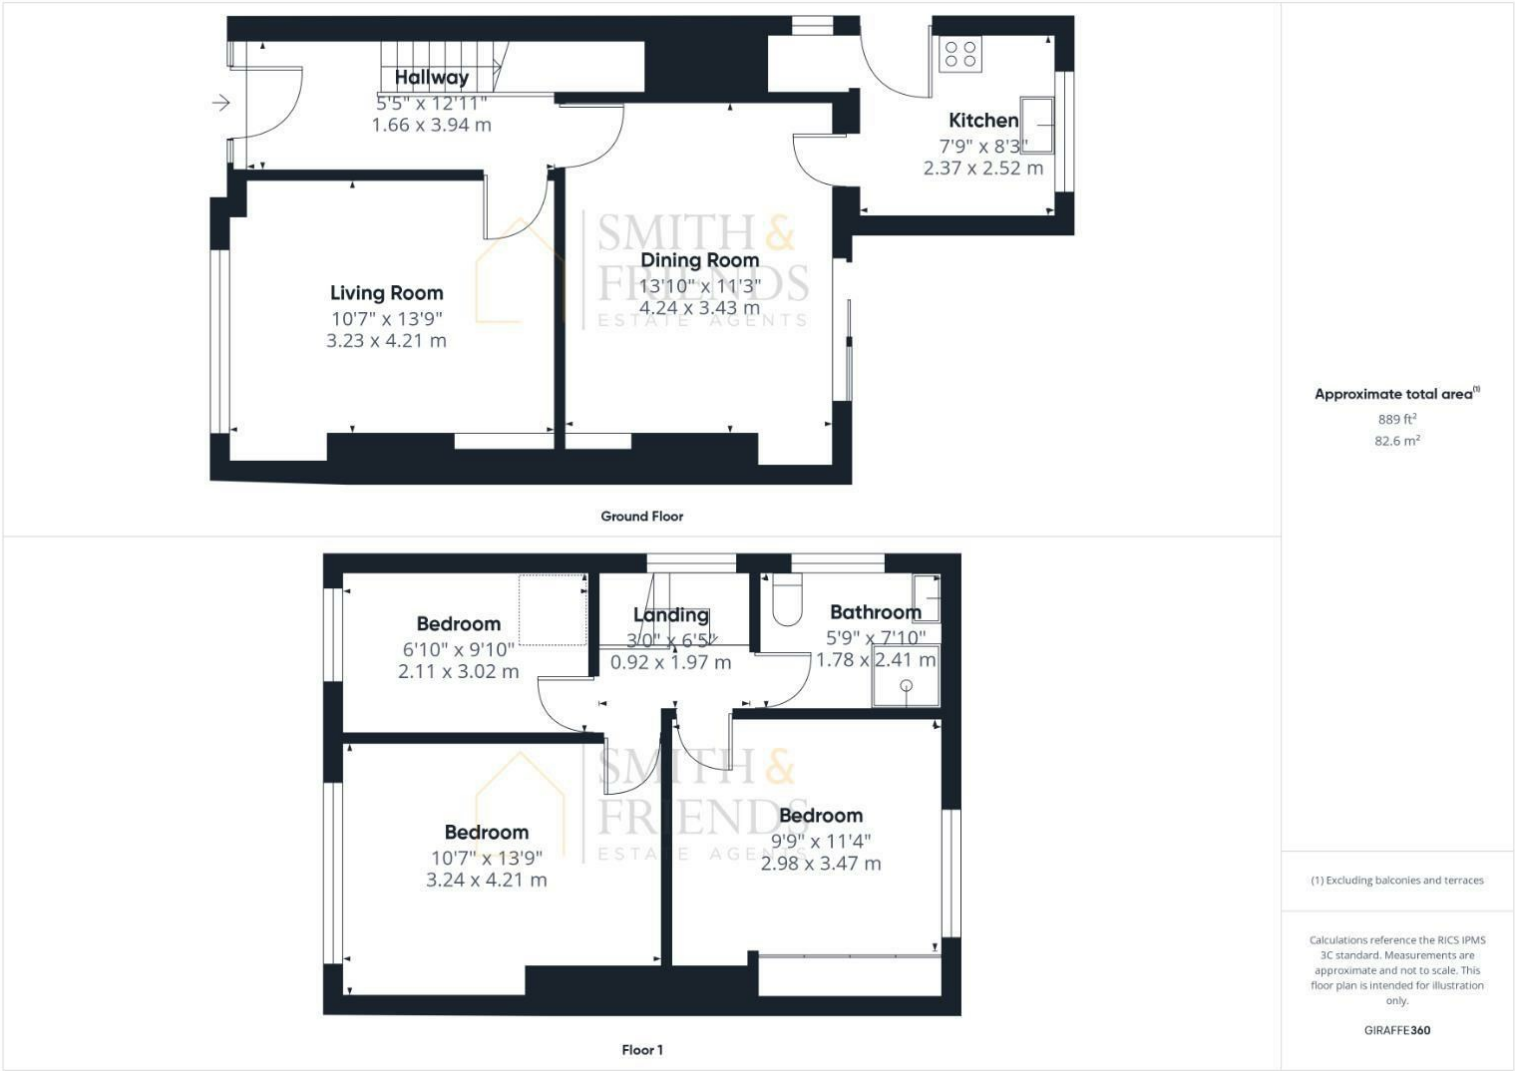 Hallway
5'5" x 12'11"
1.66 x 3.94 m
Kitchen
7'9" x 8'3"
2.37 x 2.52 m
SMITH &
FRIENDS
ESTATE AGENTS
Dining Room
13'10" x 11'3"
4.24 x 3.43 m
Living Room
10'7" x 13'9"
3.23 x 4.21 m
Ground Floor
Bedroom
6'10" x 9'10"
2.11 x 3.02 m
Landing
3'0" x 6'5"
0.92 x 1.97 m
Bathroom
5'9" x 7'10"
1.78 x 2.41 m
SMITH &
FRIENDS
ESTATE AGENTS
Bedroom
10'7" x 13'9"
3.24 x 4.21 m
Bedroom
9'9" x 11'4"
2.98 x 3.47 m
Floor 1
Approximate total area(1)
889 ft²
82.6 m²
(1) Excluding balconies and terraces
Calculations reference the RICS IPMS
3C standard. Measurements are
approximate and not to scale. This
floor plan is intended for illustration
only.
GIRAFFE360